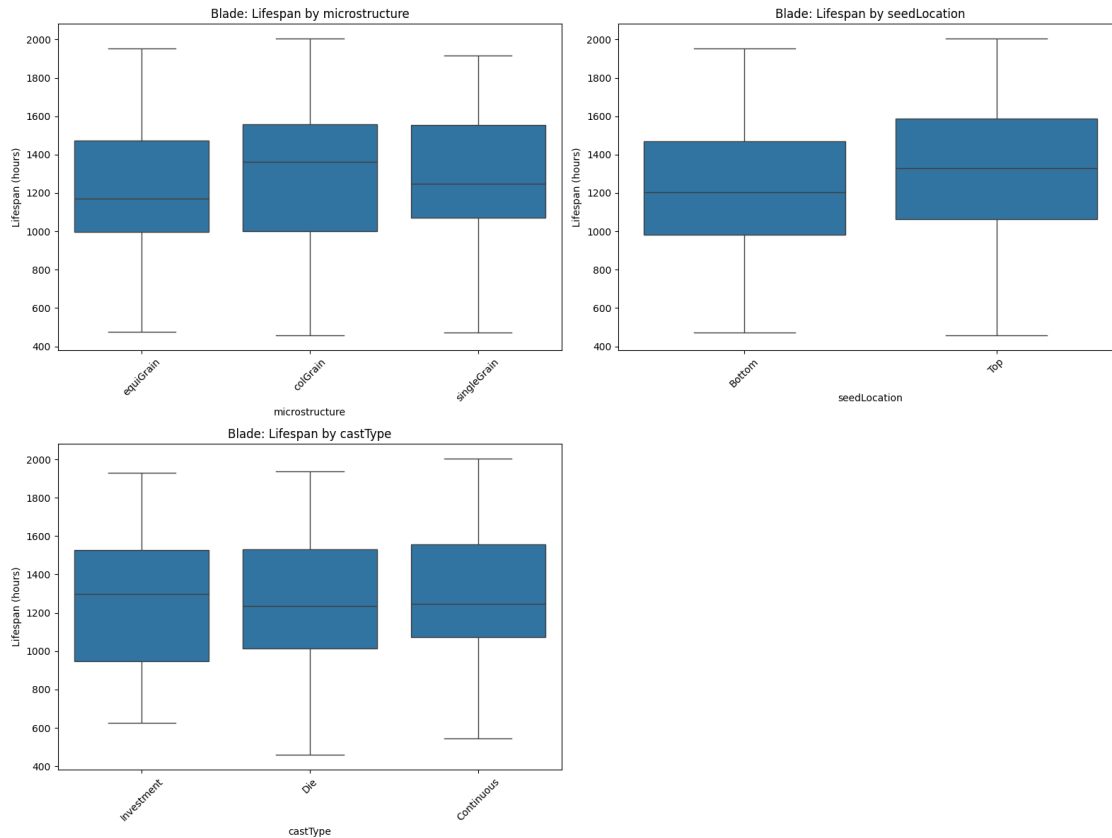 Blade: Lifespan by microstructure
2000
1800
1600
1400
1200
1000
800
600
400
Lifespan (hours)
equiGrain
colGrain
singleGrain
microstructure
Blade: Lifespan by seedLocation
2000
1800
1600
1400
1200
1000
800
600
400
Lifespan (hours)
Bottom
Top
seedLocation
Blade: Lifespan by castType
2000
1800
1600
1400
1200
1000
800
600
400
Lifespan (hours)
Investment
Die
Continuous
castType